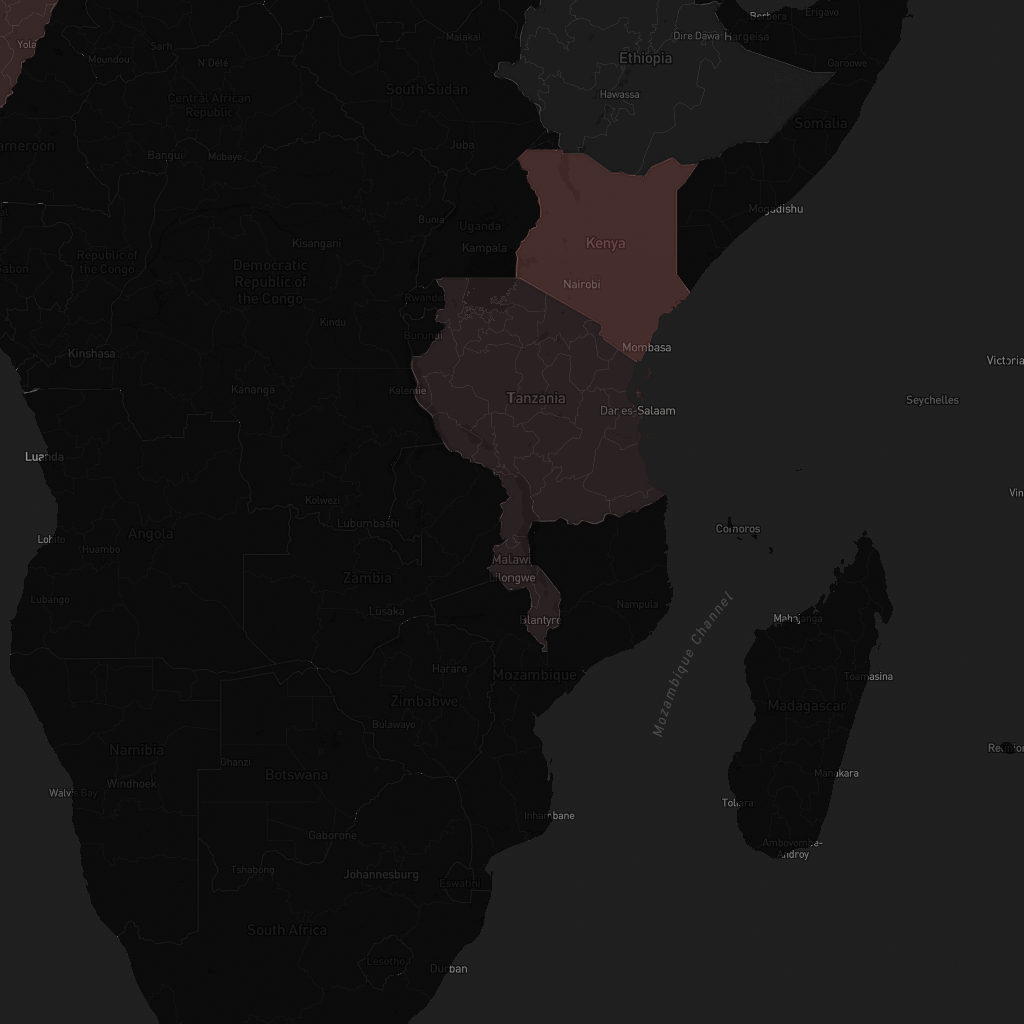 Berbera
Erigavo
Yola
Sarh
Malakal
Dire Dawa
Hargeisa
Moundou
N'Délé
Ethiopia
Garoowe
South Sudan
Hawassa
Central African
Republic
Somalia
Juba
ameroon
Bangui
Mobaye
Mogadishu
Bunia
Uganda
Kisangani
Kenya
Kampala
Republic of
the Congo
Gabon
Democratic
Republic of
the Congo
Nairobi
Rwanda
Kindu
Burundi
Mombasa
Kinshasa
Victoria
Kananga
Kalemie
Tanzania
Seychelles
Dar es-Salaam
Luanda
Vin
Kolwezi
Lubumbashi
Comoros
Angola
Lobito
Huambo
Malawi
Zambia
Lilongwe
Lubango
Lusaka
Nampula
Blantyre
Mahajanga
Mozambique Channel
Harare
Mozambique
Toamasina
Zimbabwe
Madagascar
Bulawayo
Namibia
Reunion
Ghanzi
Botswana
Manakara
Windhoek
Walvis Bay
Toliara
Inhambane
Gaborone
Ambovombe-
Androy
Tshabong
Johannesburg
Eswatini
South Africa
Lesotho
Durban